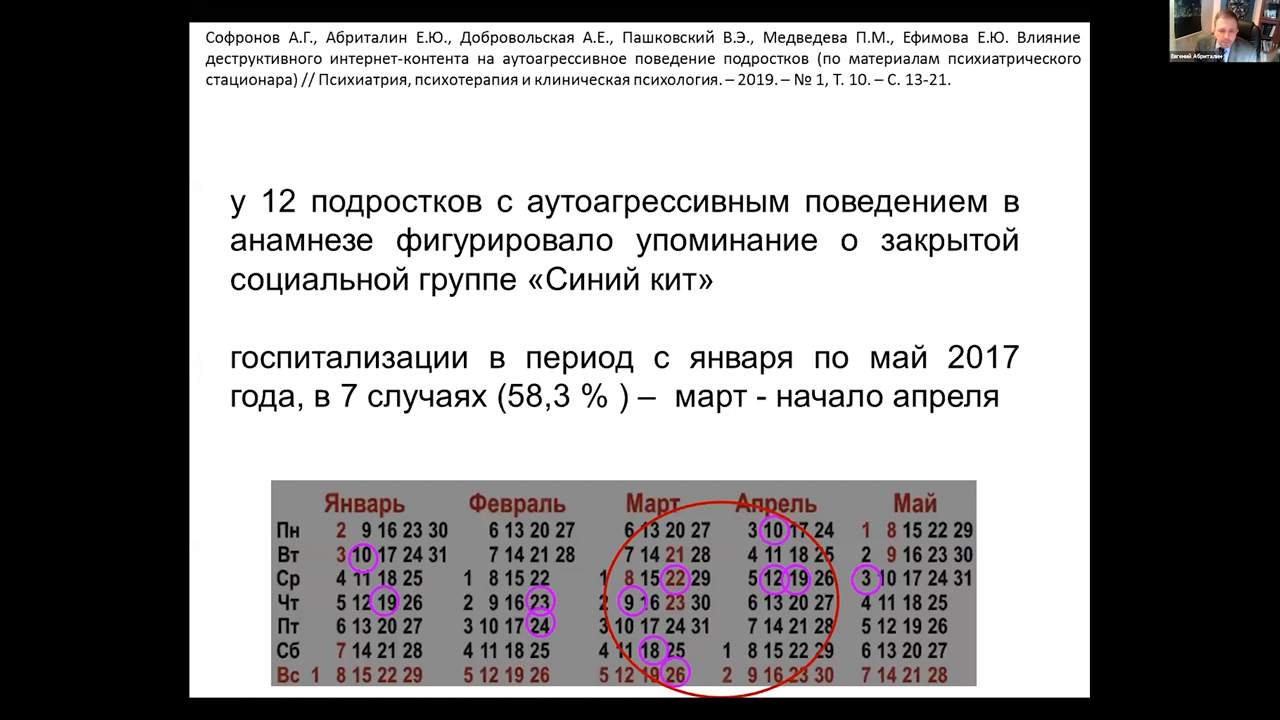 Софронов А.Г., Абриталин Е.Ю., Добровольская А.Е., Пашковский В.Э., Медведева П.М., Ефимова Е.Ю. Влияние
деструктивного интернет-контента на аутоагрессивное поведение подростков (по материалам психиатрического
стационара) // Психиатрия, психотерапия и клиническая психология. – 2019. – № 1, Т. 10. – С. 13-21.
Евгений Абриталин
у 12 подростков с аутоагрессивным поведением в
анамнезе фигурировало упоминание о закрытой
социальной группе «Синий кит»
госпитализации в период с января по май 2017
года, в 7 случаях (58,3 % ) – март - начало апреля
Январь Февраль Март Апрель Май
Пн 2 9 16 23 30 6 13 20 27 6 13 20 27 3 10 17 24 1 8 15 22 29
Вт 3 10 17 24 31 7 14 21 28 7 14 21 28 4 11 18 25 2 9 16 23 30
Ср 4 11 18 25 1 8 15 22 1 8 15 22 29 5 12 19 26 3 10 17 24 31
Чт 5 12 19 26 2 9 16 23 2 9 16 23 30 6 13 20 27 4 11 18 25
Пт 6 13 20 27 3 10 17 24 3 10 17 24 31 7 14 21 28 5 12 19 26
Сб 7 14 21 28 4 11 18 25 4 11 18 25 1 8 15 22 29 6 13 20 27
Вс 1 8 15 22 29 5 12 19 26 5 12 19 26 2 9 16 23 30 7 14 21 28